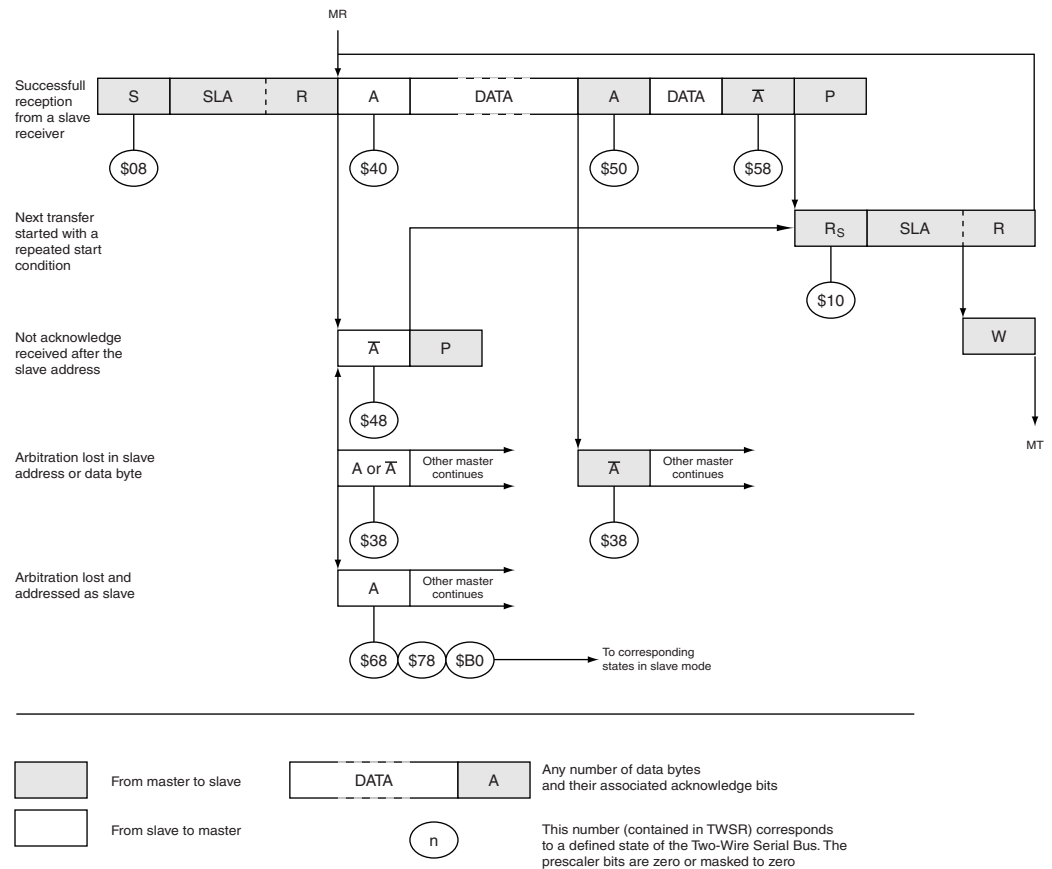 MR
Successfull
reception
from a slave
receiver
S SLA R A DATA A DATA A̅ P
$08 $40 $50 $58
Next transfer
started with a
repeated start
condition
RS SLA R
$10
Not acknowledge
received after the
slave address
A̅ P
W
$48
MT
Arbitration lost in slave
address or data byte
A or A̅
Other master
continues
A̅
Other master
continues
$38 $38
Arbitration lost and
addressed as slave
A
Other master
continues
$68 $78 $B0
To corresponding
states in slave mode
From master to slave
DATA A
Any number of data bytes
and their associated acknowledge bits
From slave to master
n
This number (contained in TWSR) corresponds
to a defined state of the Two-Wire Serial Bus. The
prescaler bits are zero or masked to zero